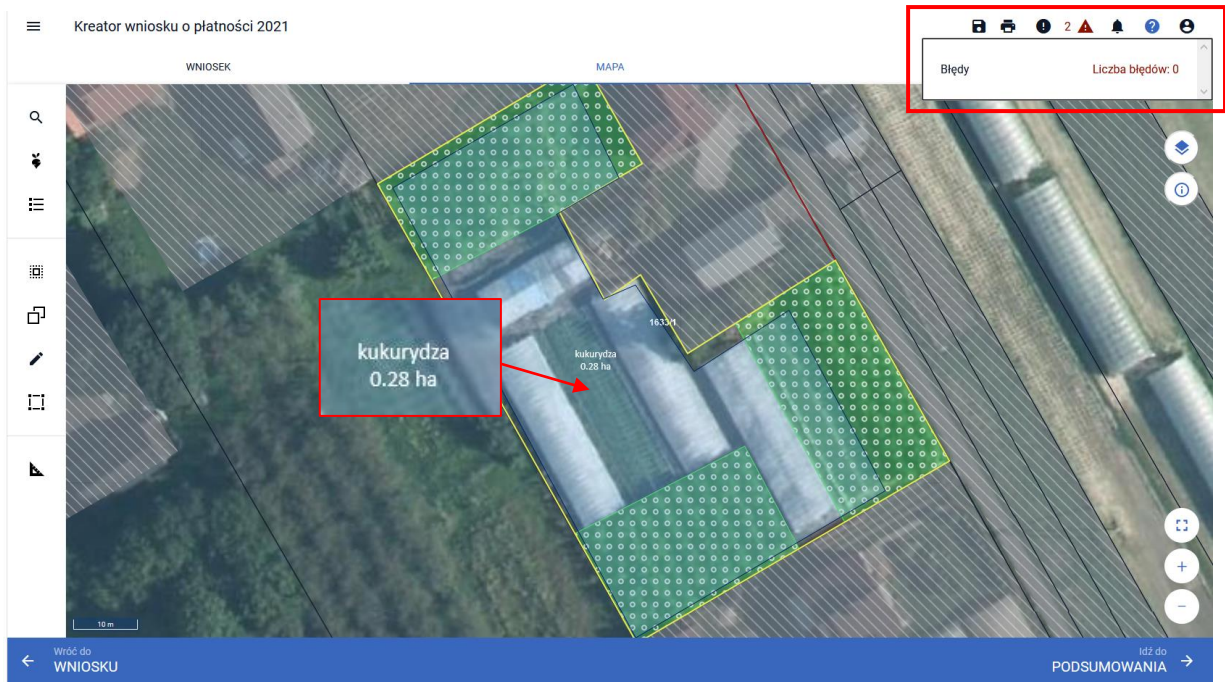 Kreator wniosku o płatności 2021
2
WNIOSEK
MAPA
Błędy
Liczba błędów: 0
1633/1
kukurydza
0.28 ha
kukurydza
0.28 ha
10 m
Wróć do
WNIOSKU
Idź do
PODSUMOWANIA